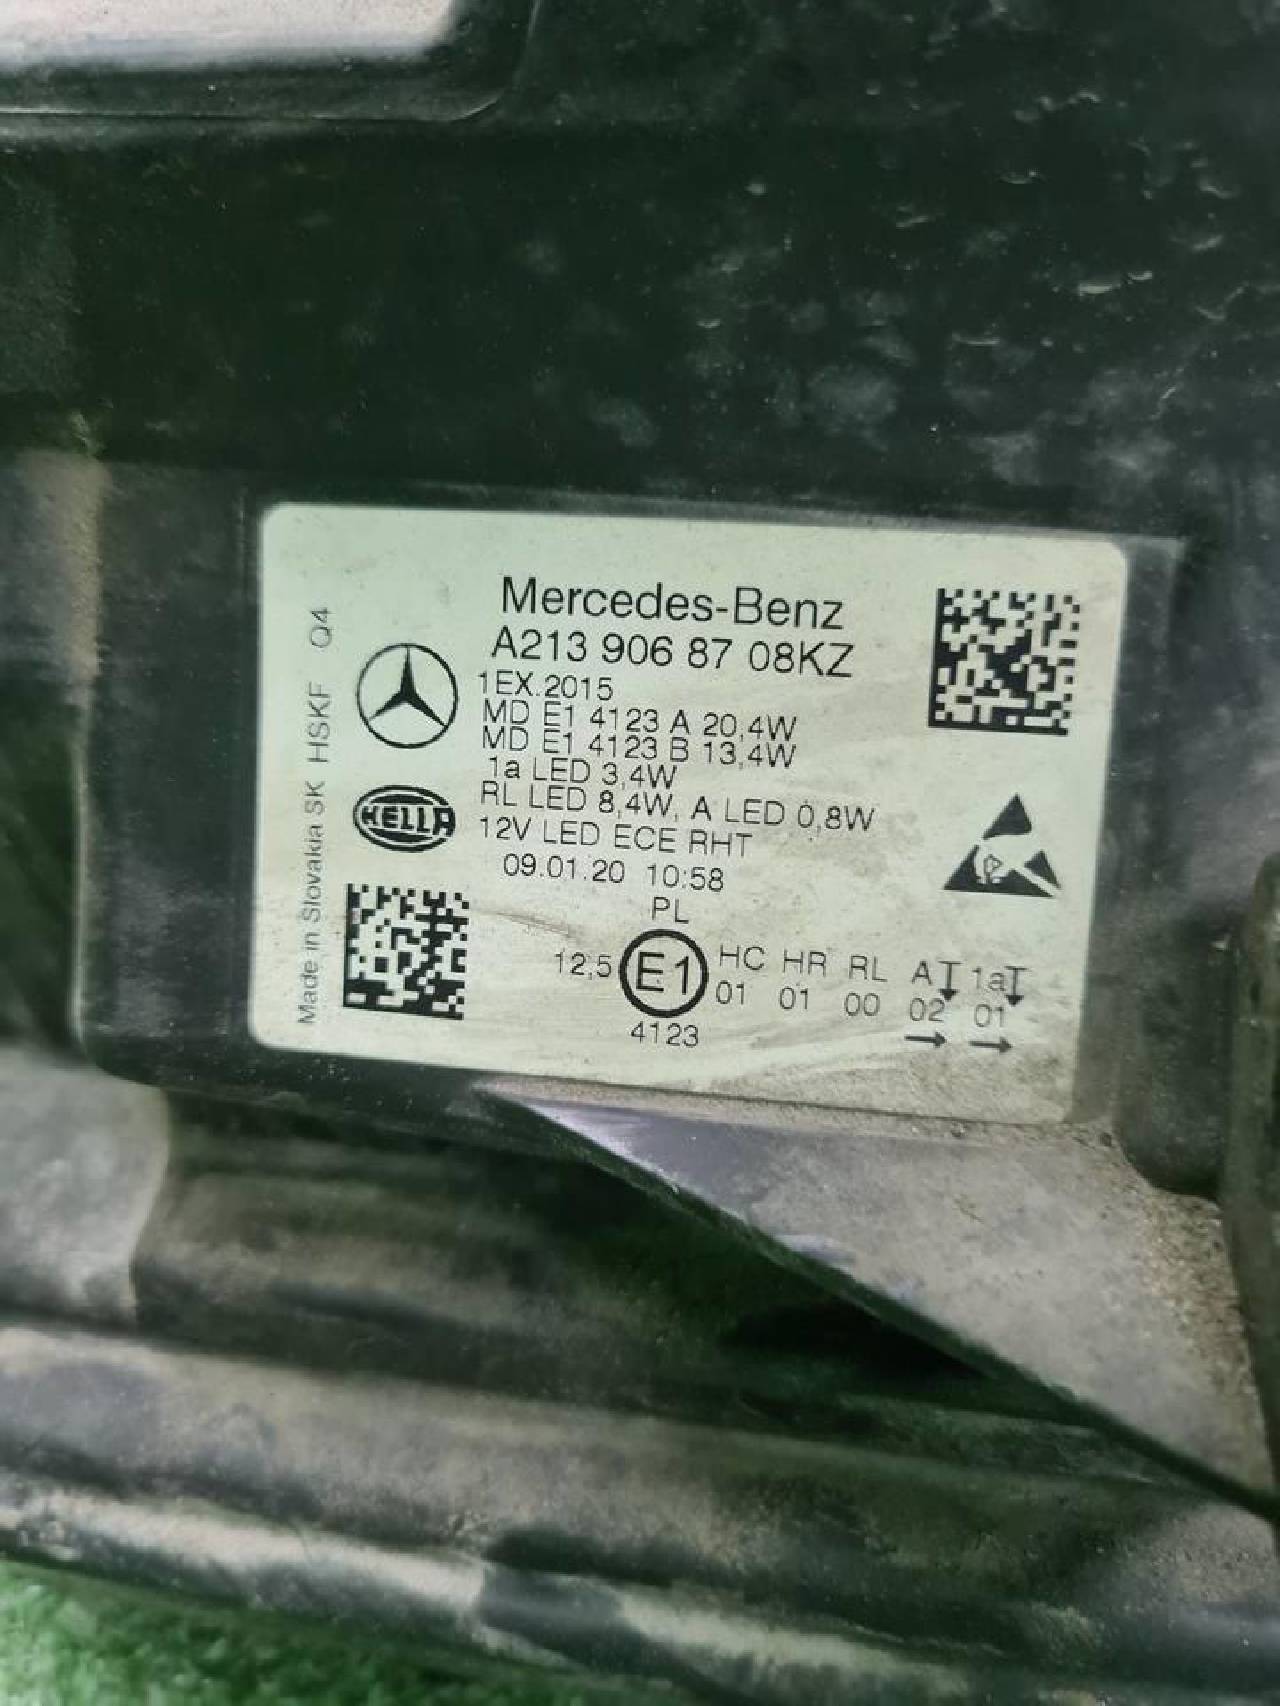 Mercedes-Benz
A213 906 87 08KZ
1EX.2015
MD E1 4123 A 20,4W
MD E1 4123 B 13,4W
1a LED 3,4W
RL LED 8,4W, A LED 0,8W
12V LED ECE RHT
09.01.20 10:58
PL
12,5 E1 HC HR RL A 1a
01 01 00 02 01
4123
HELLA
Made in Slovakia SK HSKF Q4